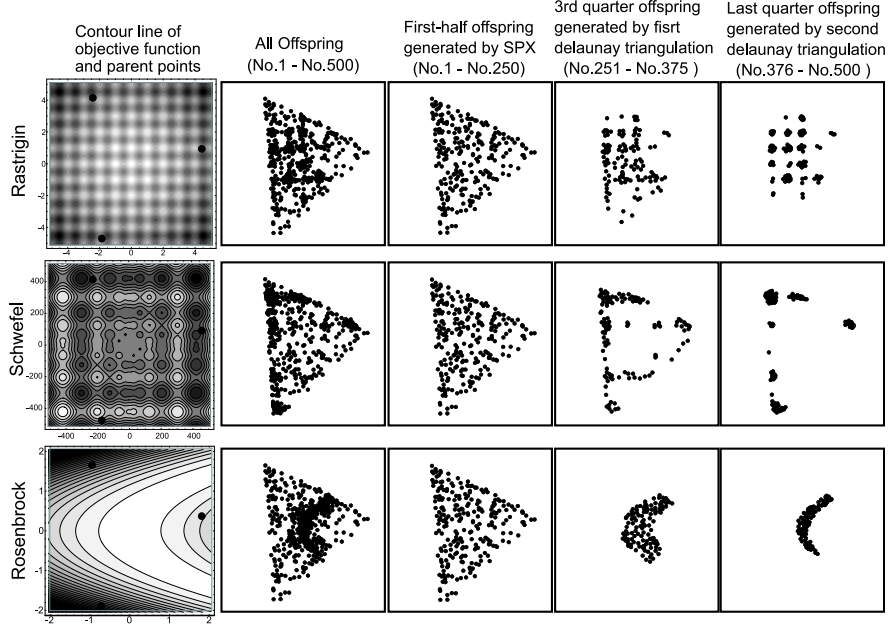 Contour line of
objective function
and parent points
All Offspring
(No.1 - No.500)
First-half offspring
generated by SPX
(No.1 - No.250)
3rd quarter offspring
generated by fisrt
delaunay triangulation
(No.251 - No.375)
Last quarter offspring
generated by second
delaunay triangulation
(No.376 - No.500 )
Rastrigin
4
2
0
-2
-4
-4 -2 0 2 4
Schwefel
400
200
0
-200
-400
-400 -200 0 200 400
Rosenbrock
2
1
0
-1
-2
-2 -1 0 1 2